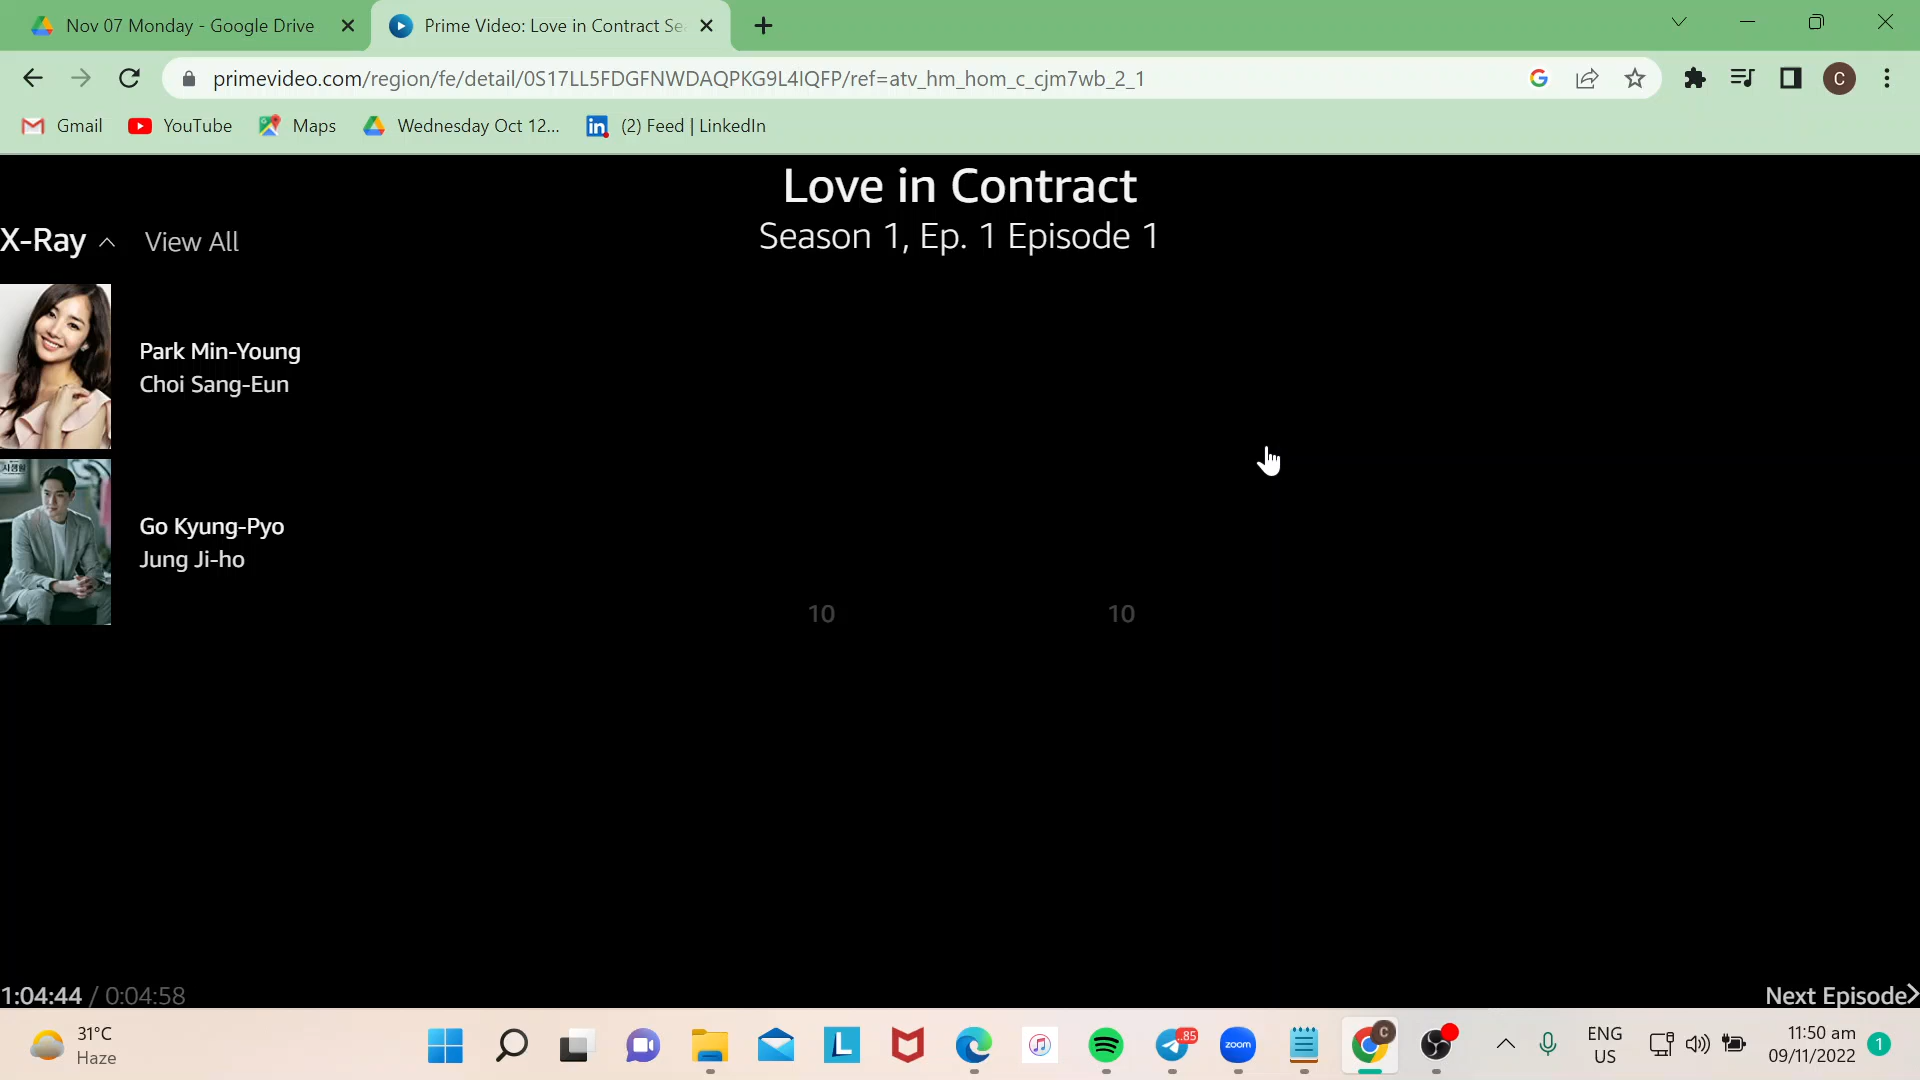 Nov 07 Monday - Google Drive
Prime Video: Love in Contract Se
primevideo.com/region/fe/detail/0S17LL5FDGFNWDAQPKG9L4IQFP/ref=atv_hm_hom_c_cjm7wb_2_1
C
Gmail
YouTube
Maps
Wednesday Oct 12...
(2) Feed | LinkedIn
Love in Contract
Season 1, Ep. 1 Episode 1
X-Ray
View All
Park Min-Young
Choi Sang-Eun
Go Kyung-Pyo
Jung Ji-ho
10
10
1:04:44 / 0:04:58
Next Episode
31°C
Haze
L
..85
zoom
C
ENG
US
11:50 am
09/11/2022
1